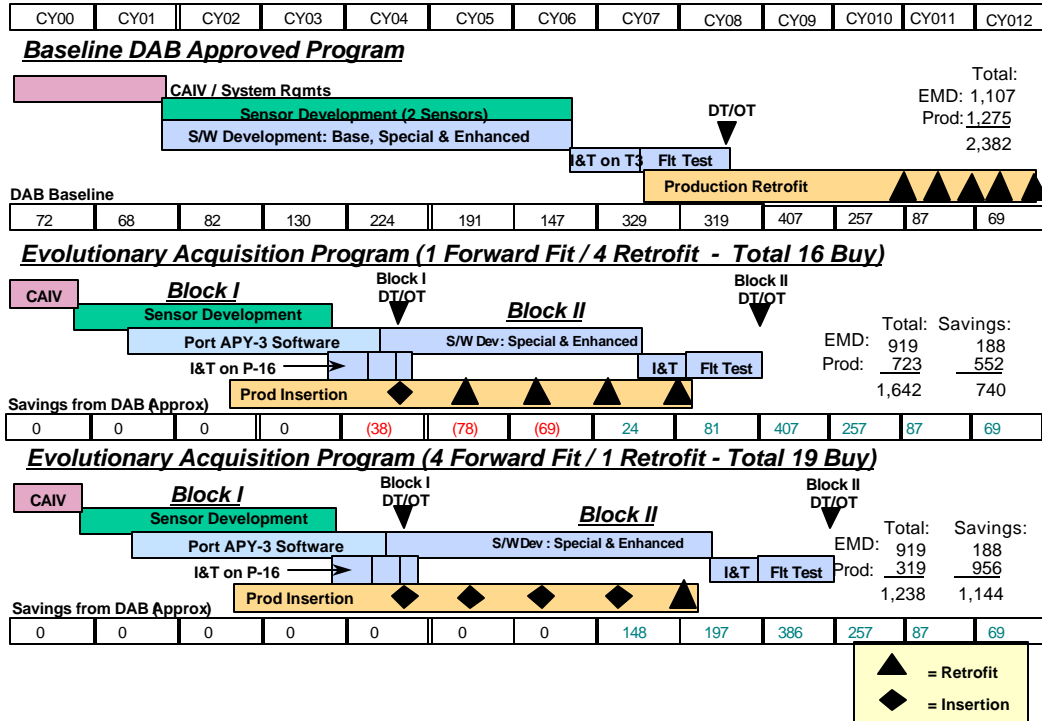 CY00 CY01 CY02 CY03 CY04 CY05 CY06 CY07 CY08 CY09 CY010 CY011 CY012
Baseline DAB Approved Program
CAIV / System Rqmts
Sensor Development (2 Sensors)
S/W Development: Base, Special & Enhanced
DT/OT
I&T on T3 Flt Test
Production Retrofit
Total:
EMD: 1,107
Prod: 1,275
2,382
DAB Baseline
72 68 82 130 224 191 147 329 319 407 257 87 69
Evolutionary Acquisition Program (1 Forward Fit / 4 Retrofit - Total 16 Buy)
CAIV
Block I
Block I
DT/OT
Block II
Block II
DT/OT
Sensor Development
Port APY-3 Software
S/W Dev: Special & Enhanced
I&T on P-16
I&T Flt Test
Prod Insertion
Total: Savings:
EMD: 919 188
Prod: 723 552
1,642 740
Savings from DAB (Approx)
0 0 0 0 (38) (78) (69) 24 81 407 257 87 69
Evolutionary Acquisition Program (4 Forward Fit / 1 Retrofit - Total 19 Buy)
CAIV
Block I
Block I
DT/OT
Block II
Block II
DT/OT
Sensor Development
Port APY-3 Software
S/WDev : Special & Enhanced
I&T on P-16
I&T Flt Test
Prod Insertion
Total: Savings:
EMD: 919 188
Prod: 319 956
1,238 1,144
Savings from DAB (Approx)
0 0 0 0 0 0 0 148 197 386 257 87 69
= Retrofit
= Insertion